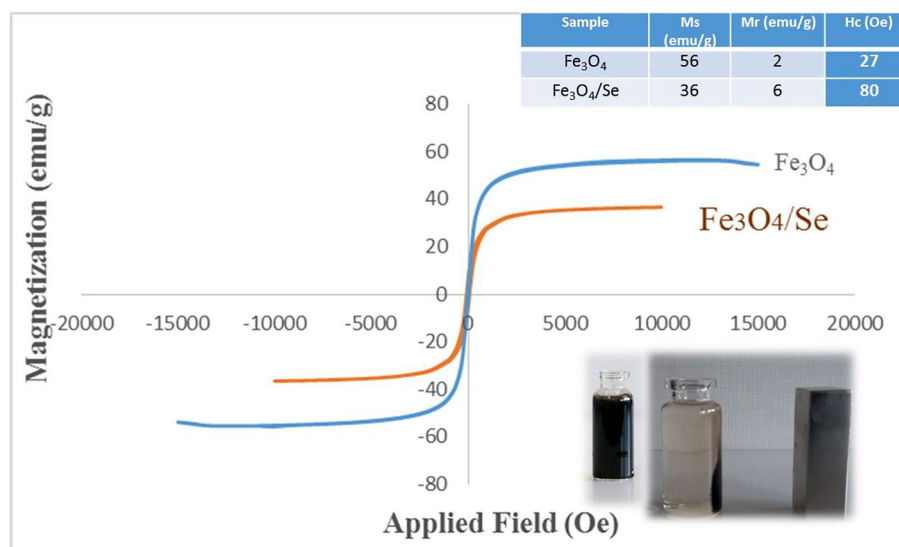 Sample Ms (emu/g) Mr (emu/g) Hc (Oe)
Fe₃O₄ 56 2 27
Fe₃O₄/Se 36 6 80
Magnetization (emu/g)
80
60
40
20
0
-20
-40
-60
-80
-20000 -15000 -10000 -5000 0 5000 10000 15000 20000
Fe₃O₄
Fe3O4/Se
Applied Field (Oe)